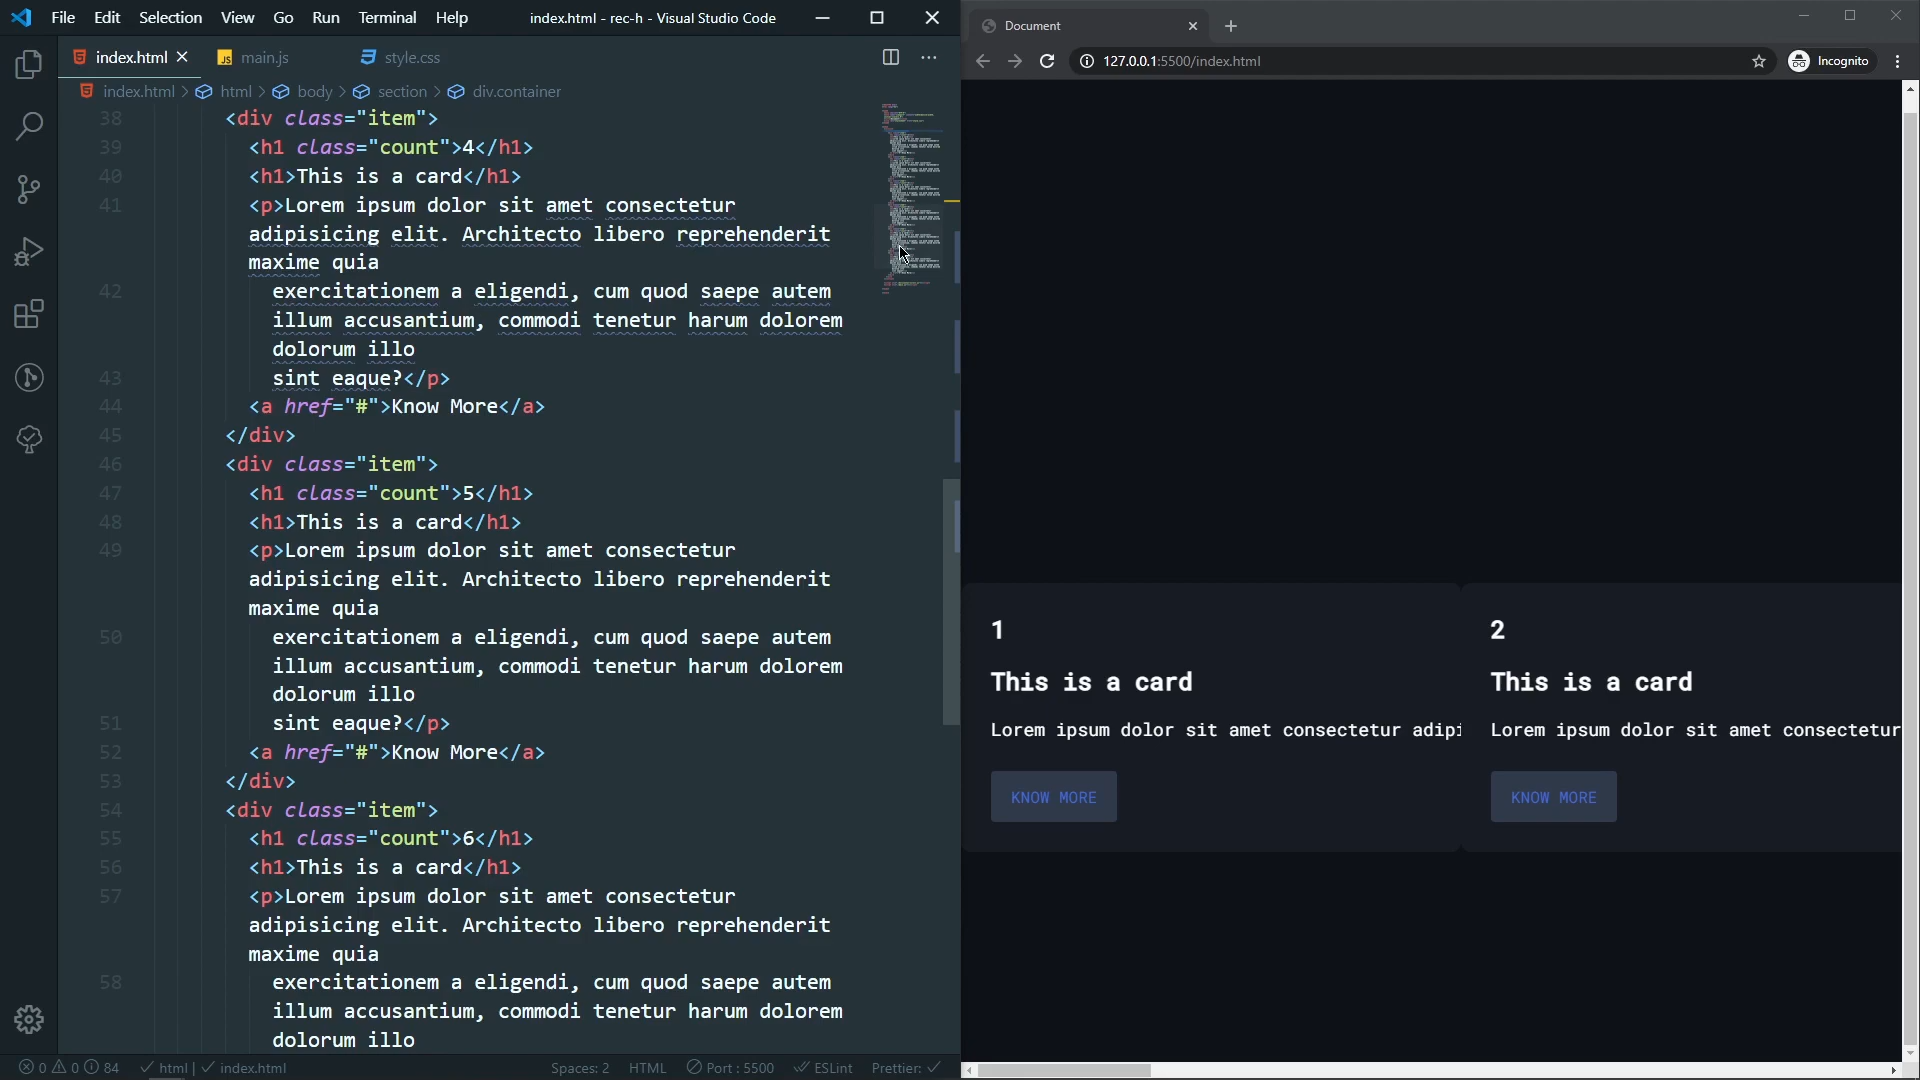 File Edit Selection View Go Run Terminal Help index.html - rec-h - Visual Studio Code
index.html main.js style.css
index.html > html > body > section > div.container
38 <div class="item">
39 <h1 class="count">4</h1>
40 <h1>This is a card</h1>
41 <p>Lorem ipsum dolor sit amet consectetur
adipisicing elit. Architecto libero reprehenderit
maxime quia
42 exercitationem a eligendi, cum quod saepe autem
illum accusantium, commodi tenetur harum dolorem
dolorum illo
43 sint eaque?</p>
44 <a href="#">Know More</a>
45 </div>
46 <div class="item">
47 <h1 class="count">5</h1>
48 <h1>This is a card</h1>
49 <p>Lorem ipsum dolor sit amet consectetur
adipisicing elit. Architecto libero reprehenderit
maxime quia
50 exercitationem a eligendi, cum quod saepe autem
illum accusantium, commodi tenetur harum dolorem
dolorum illo
51 sint eaque?</p>
52 <a href="#">Know More</a>
53 </div>
54 <div class="item">
55 <h1 class="count">6</h1>
56 <h1>This is a card</h1>
57 <p>Lorem ipsum dolor sit amet consectetur
adipisicing elit. Architecto libero reprehenderit
maxime quia
58 exercitationem a eligendi, cum quod saepe autem
illum accusantium, commodi tenetur harum dolorem
dolorum illo
0 0 84 html | index.html Spaces: 2 HTML Port : 5500 ESLint Prettier:
Document
127.0.0.1:5500/index.html Incognito
1
This is a card
Lorem ipsum dolor sit amet consectetur adipi
KNOW MORE
2
This is a card
Lorem ipsum dolor sit amet consectetur
KNOW MORE